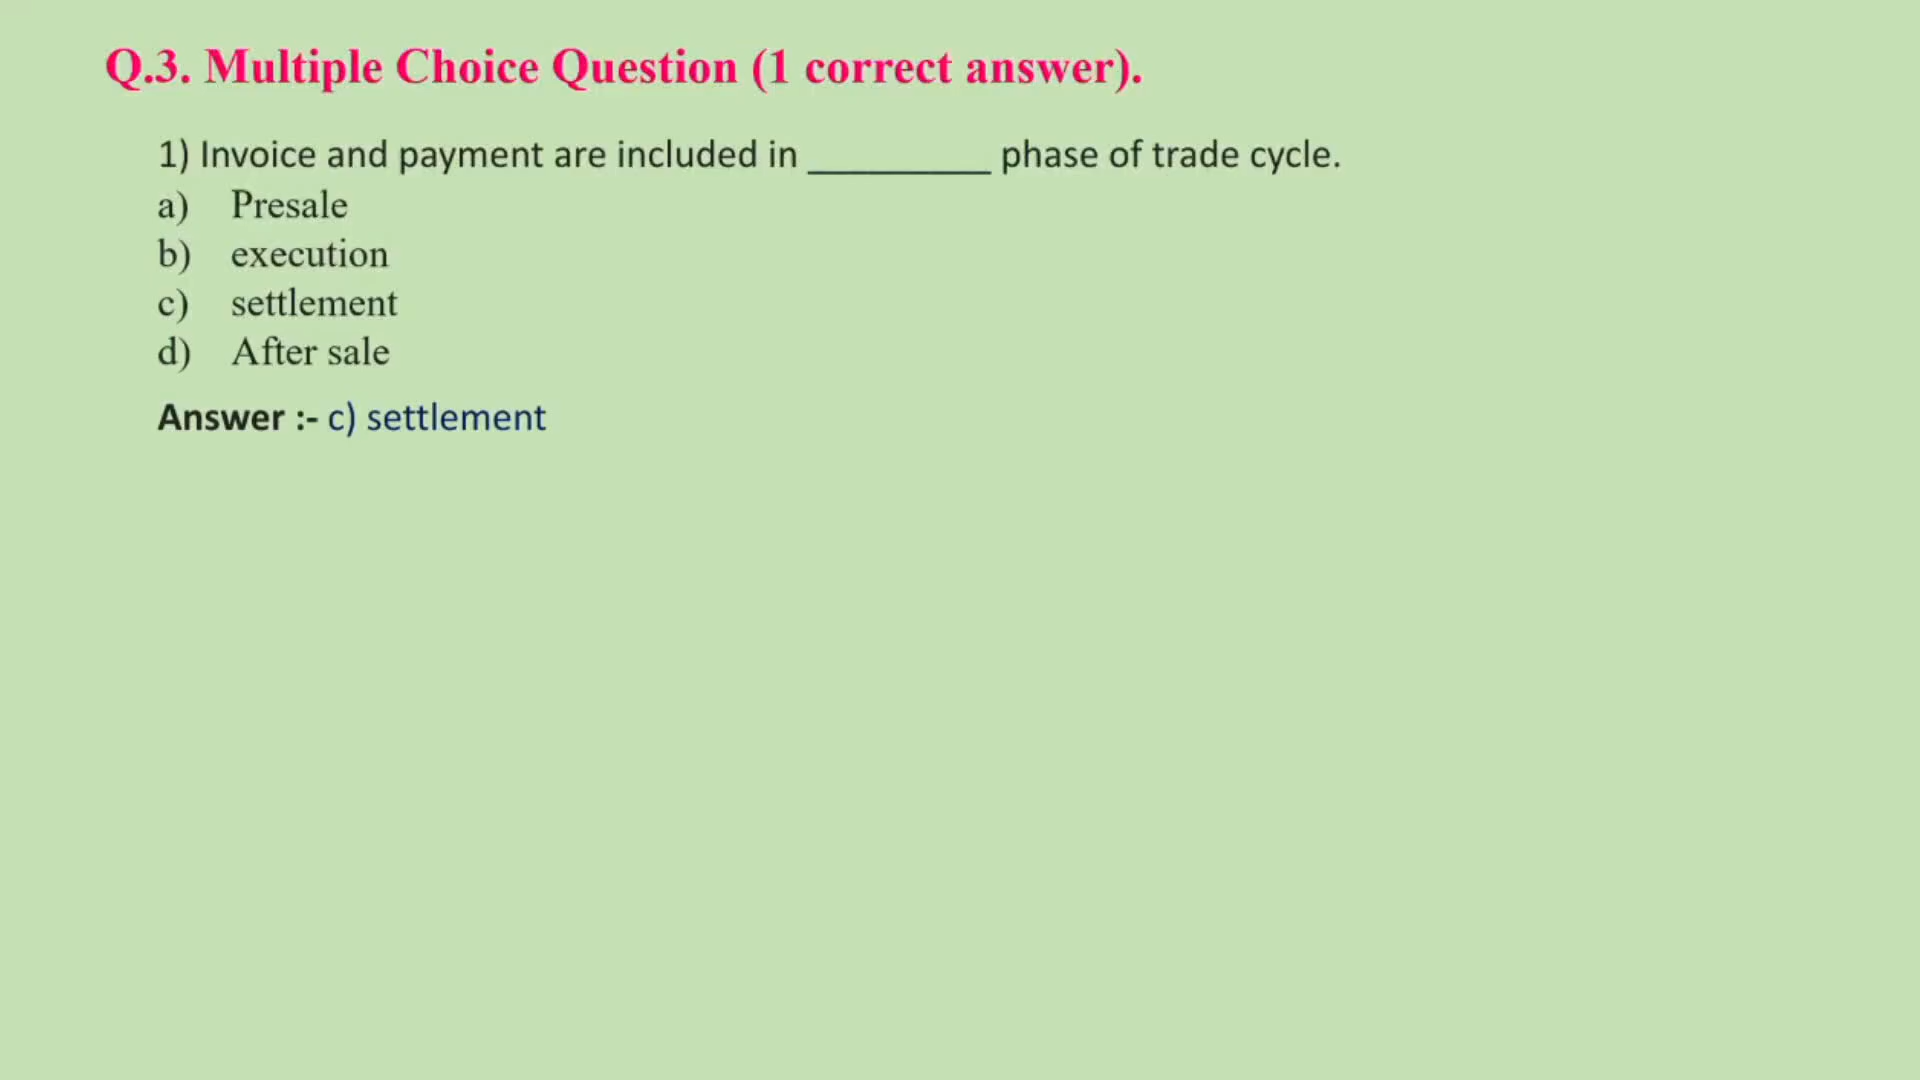 Q.3. Multiple Choice Question (1 correct answer).
1) Invoice and payment are included in _________ phase of trade cycle.
a) Presale
b) execution
c) settlement
d) After sale
Answer :- c) settlement